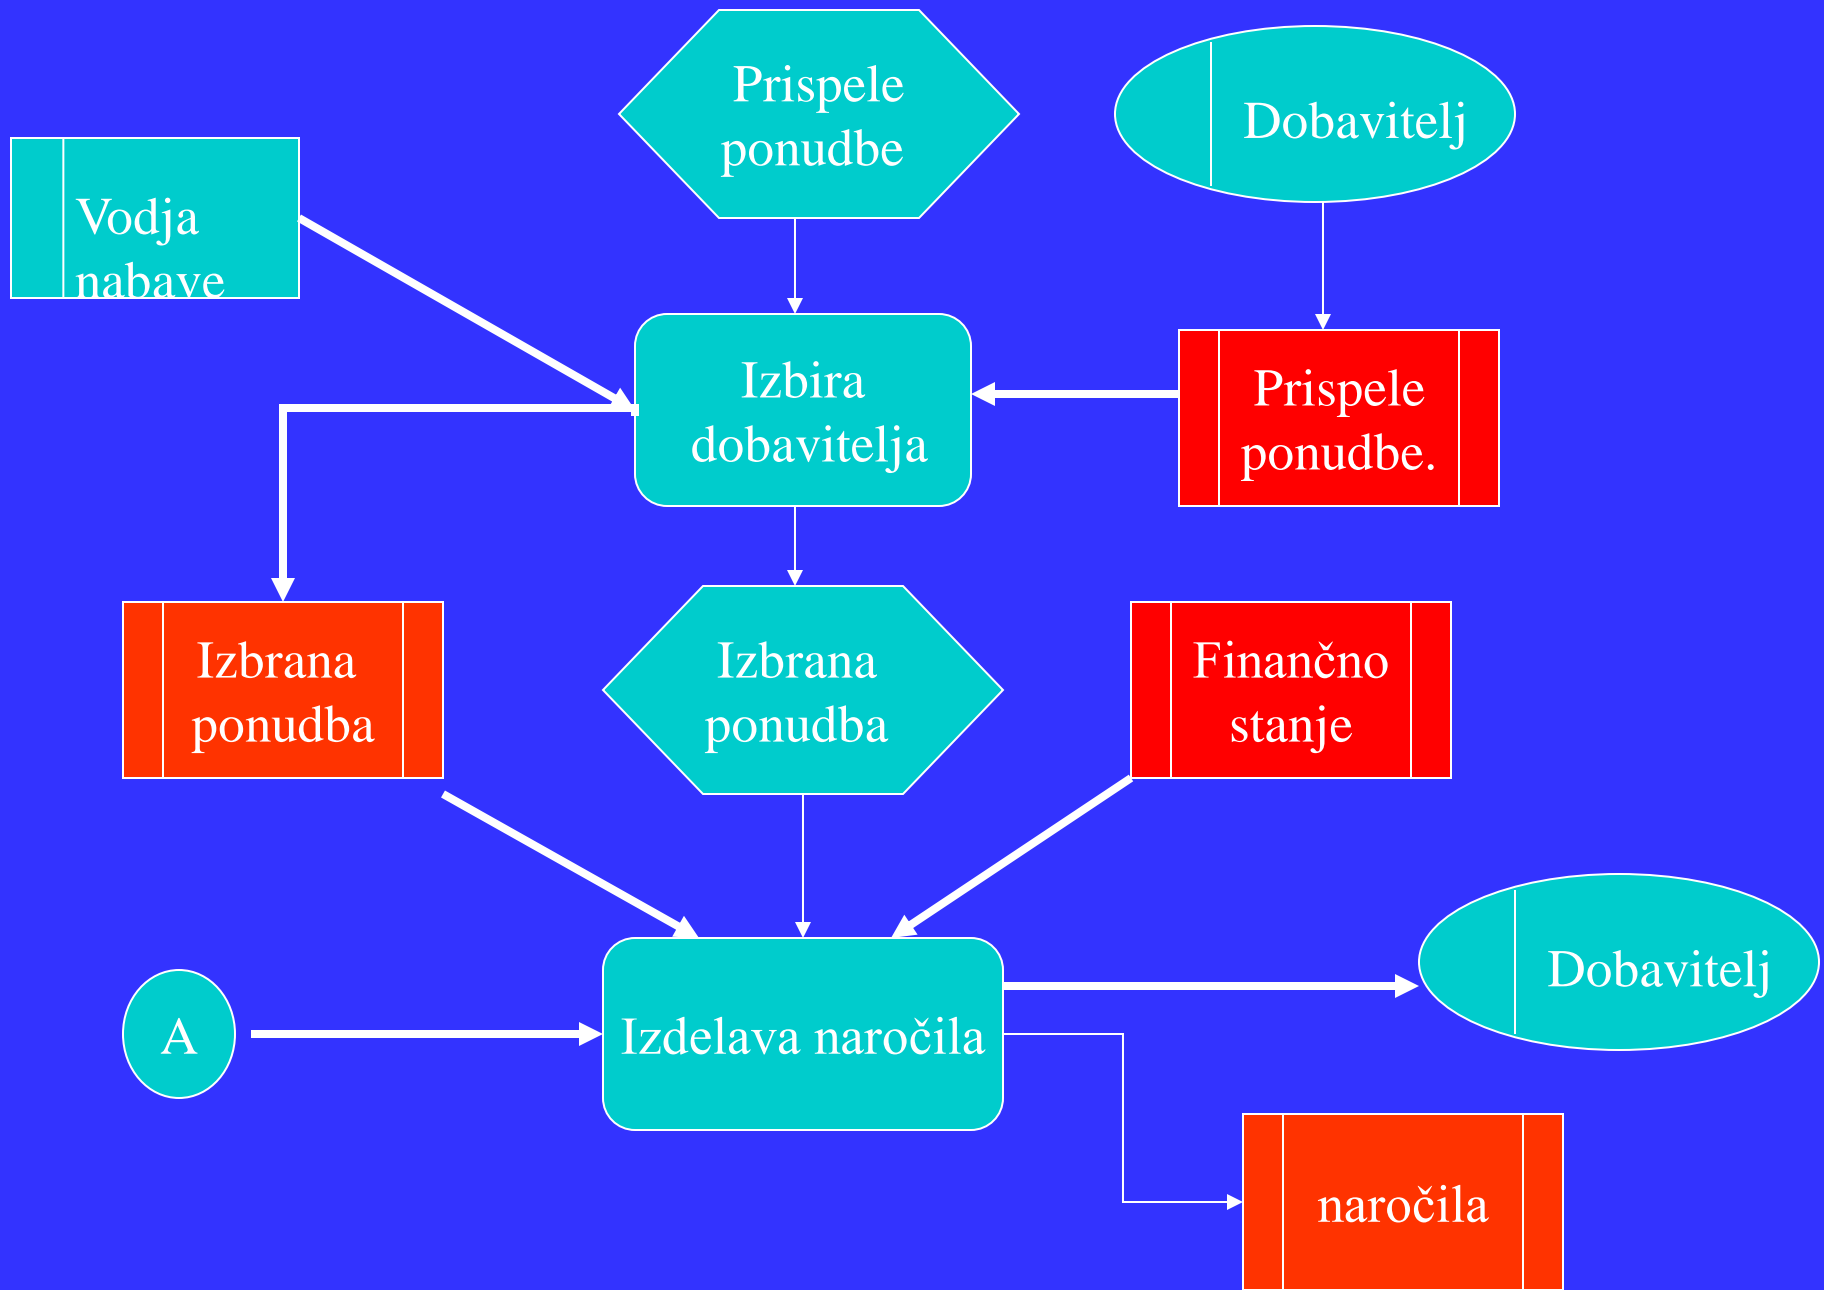 Prispele
ponudbe
Dobavitelj
Vodja
nabave
Izbira
dobavitelja
Prispele
ponudbe.
Izbrana
ponudba
Izbrana
ponudba
Finančno
stanje
Dobavitelj
A
Izdelava naročila
naročila